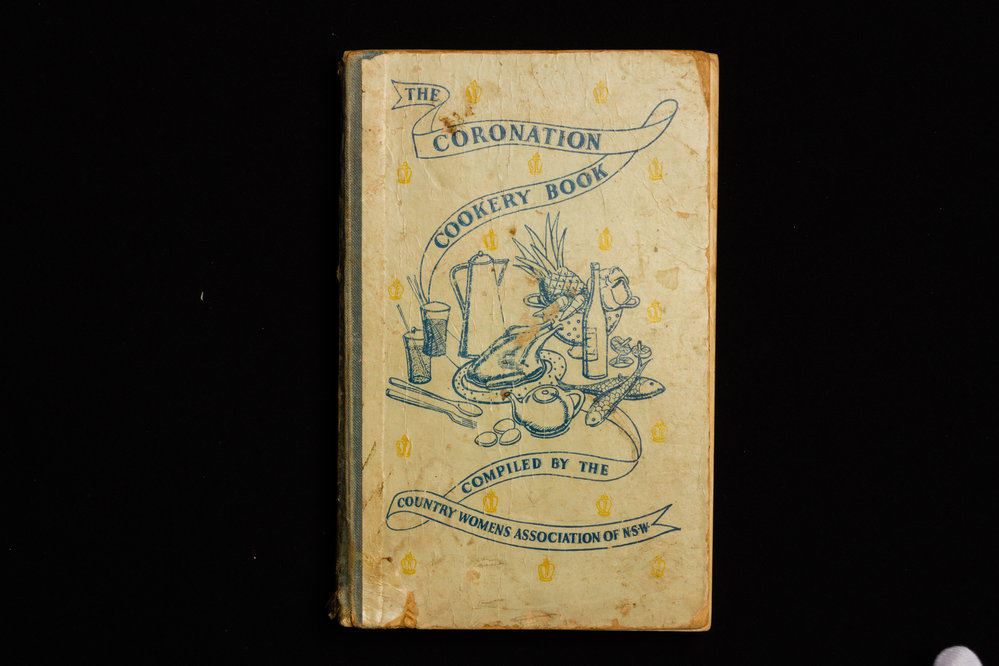 THE
CORONATION
COOKERY BOOK
COMPILED BY THE
COUNTRY WOMENS ASSOCIATION OF N·S·W·